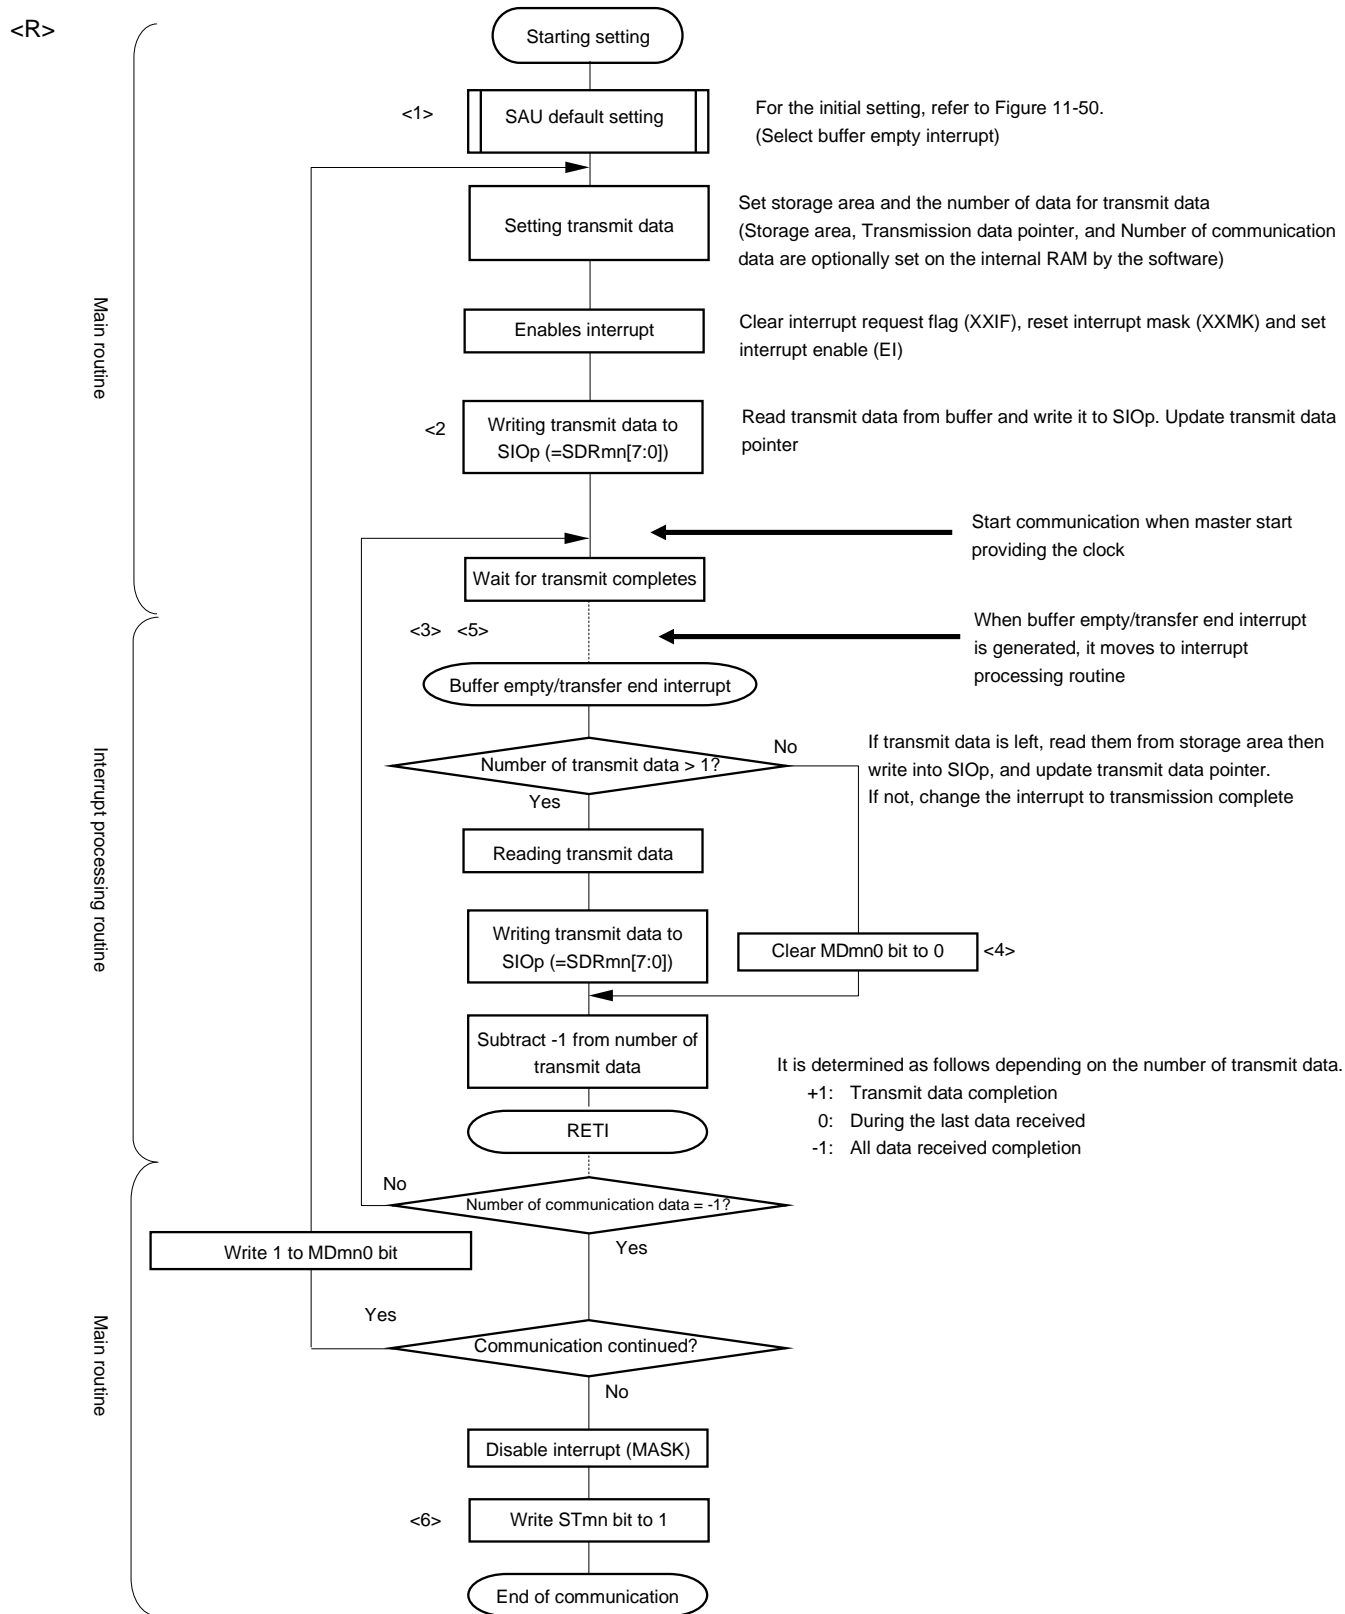 <R>
Starting setting
<1>
SAU default setting
For the initial setting, refer to Figure 11-50.
(Select buffer empty interrupt)
Setting transmit data
Set storage area and the number of data for transmit data
(Storage area, Transmission data pointer, and Number of communication
data are optionally set on the internal RAM by the software)
Main routine
Enables interrupt
Clear interrupt request flag (XXIF), reset interrupt mask (XXMK) and set
interrupt enable (EI)
<2
Writing transmit data to
SIOp (=SDRmn[7:0])
Read transmit data from buffer and write it to SIOp. Update transmit data
pointer
Start communication when master start
providing the clock
Wait for transmit completes
<3> <5>
When buffer empty/transfer end interrupt
is generated, it moves to interrupt
processing routine
Buffer empty/transfer end interrupt
Number of transmit data > 1?
No
Yes
If transmit data is left, read them from storage area then
write into SIOp, and update transmit data pointer.
If not, change the interrupt to transmission complete
Interrupt processing routine
Reading transmit data
Writing transmit data to
SIOp (=SDRmn[7:0])
Clear MDmn0 bit to 0
<4>
Subtract -1 from number of
transmit data
It is determined as follows depending on the number of transmit data.
+1: Transmit data completion
0: During the last data received
-1: All data received completion
RETI
No
Number of communication data = -1?
Yes
Write 1 to MDmn0 bit
Main routine
Yes
Communication continued?
No
Disable interrupt (MASK)
<6>
Write STmn bit to 1
End of communication